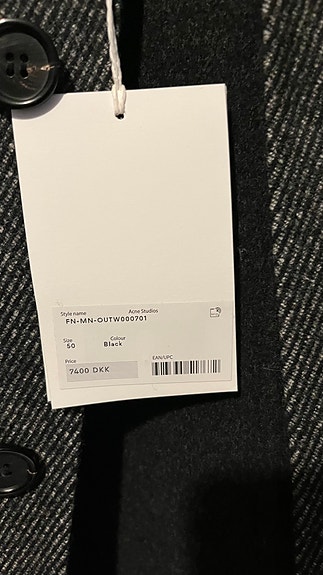 Style name Acne Studios
FN-MN-OUTW000701
Size Colour
50 Black
Price EAN/UPC
7400 DKK